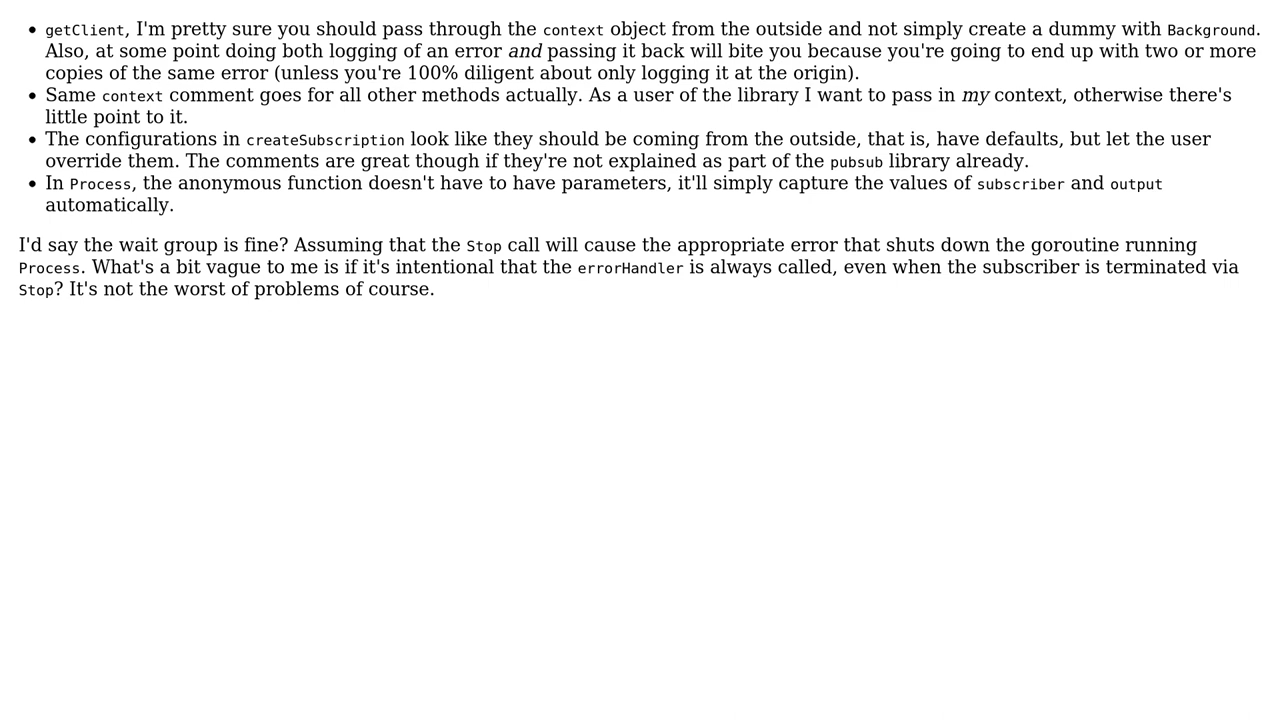 • getClient, I'm pretty sure you should pass through the context object from the outside and not simply create a dummy with Background.
Also, at some point doing both logging of an error and passing it back will bite you because you're going to end up with two or more
copies of the same error (unless you're 100% diligent about only logging it at the origin).
• Same context comment goes for all other methods actually. As a user of the library I want to pass in my context, otherwise there's
little point to it.
• The configurations in createSubscription look like they should be coming from the outside, that is, have defaults, but let the user
override them. The comments are great though if they're not explained as part of the pubsub library already.
• In Process, the anonymous function doesn't have to have parameters, it'll simply capture the values of subscriber and output
automatically.
I'd say the wait group is fine? Assuming that the Stop call will cause the appropriate error that shuts down the goroutine running
Process. What's a bit vague to me is if it's intentional that the errorHandler is always called, even when the subscriber is terminated via
Stop? It's not the worst of problems of course.